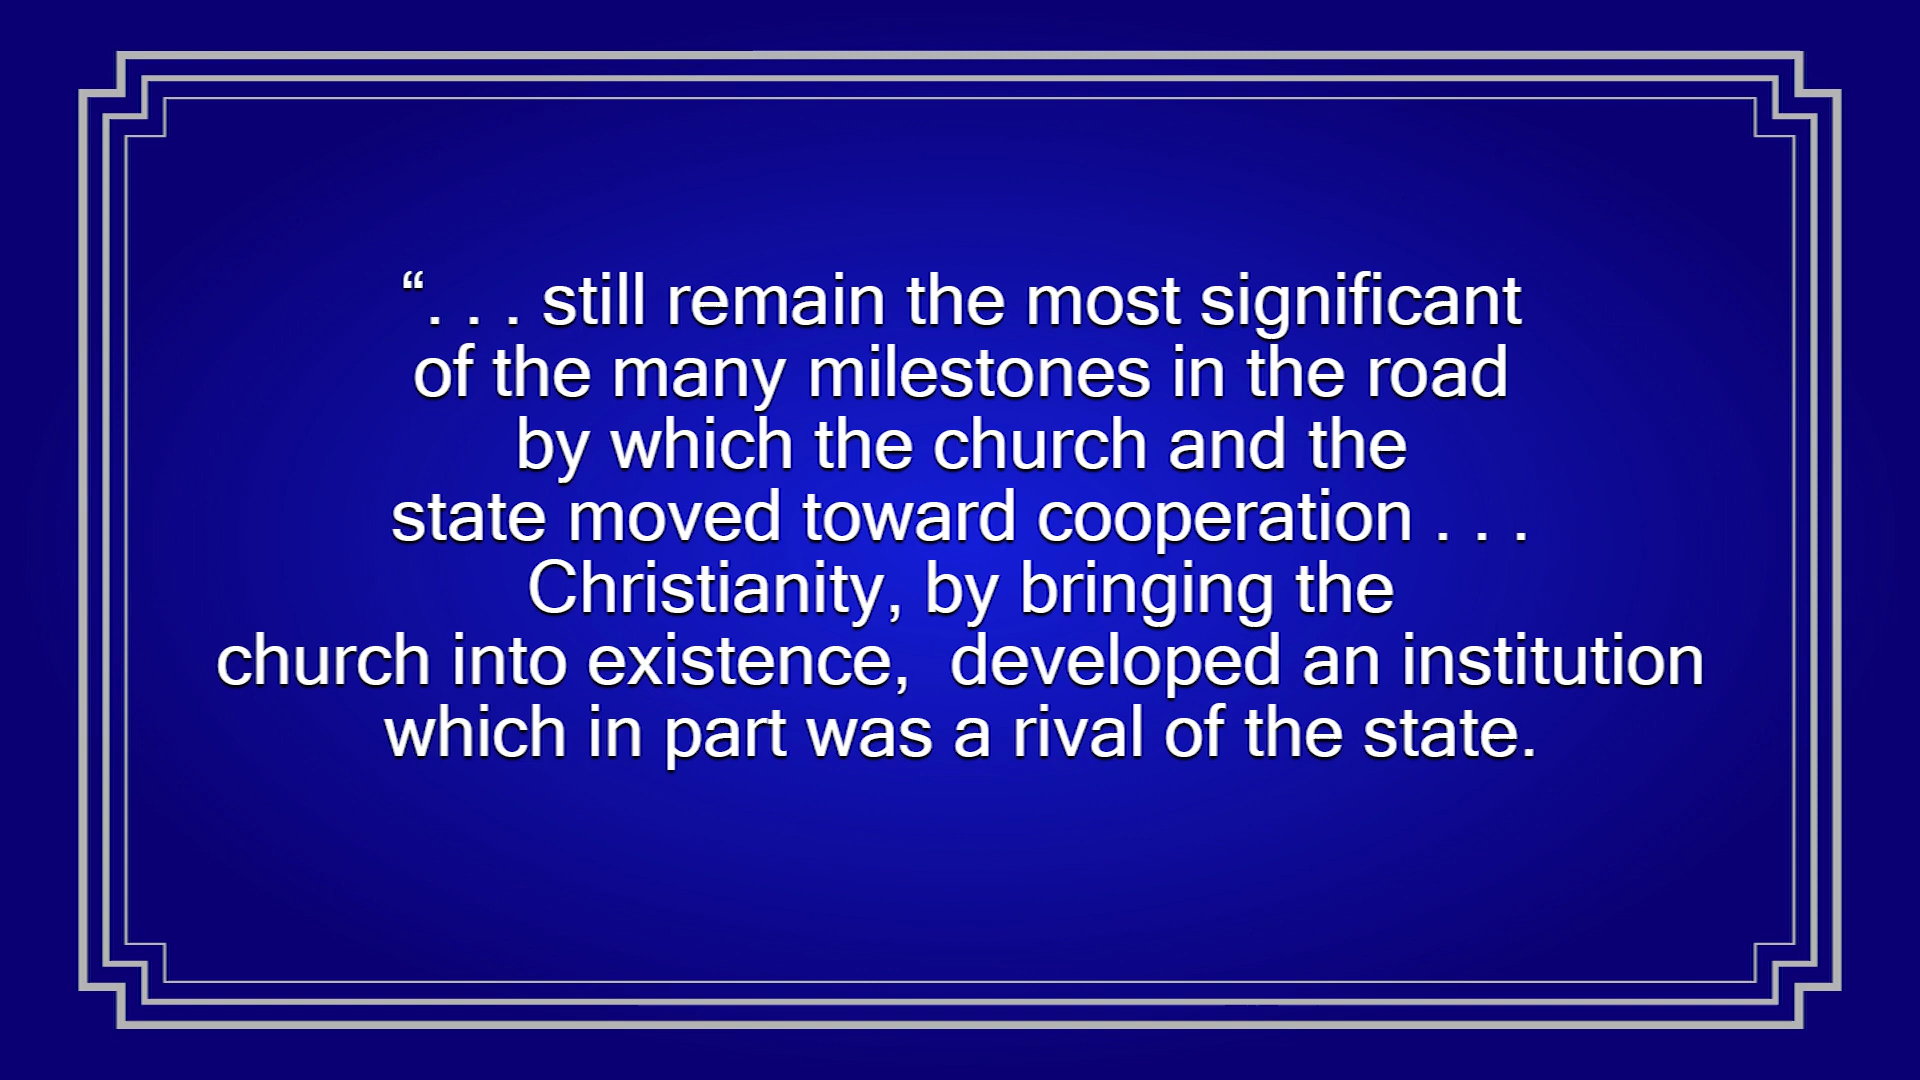 “. . . still remain the most significant
of the many milestones in the road
by which the church and the
state moved toward cooperation . . .
Christianity, by bringing the
church into existence,  developed an institution
which in part was a rival of the state.